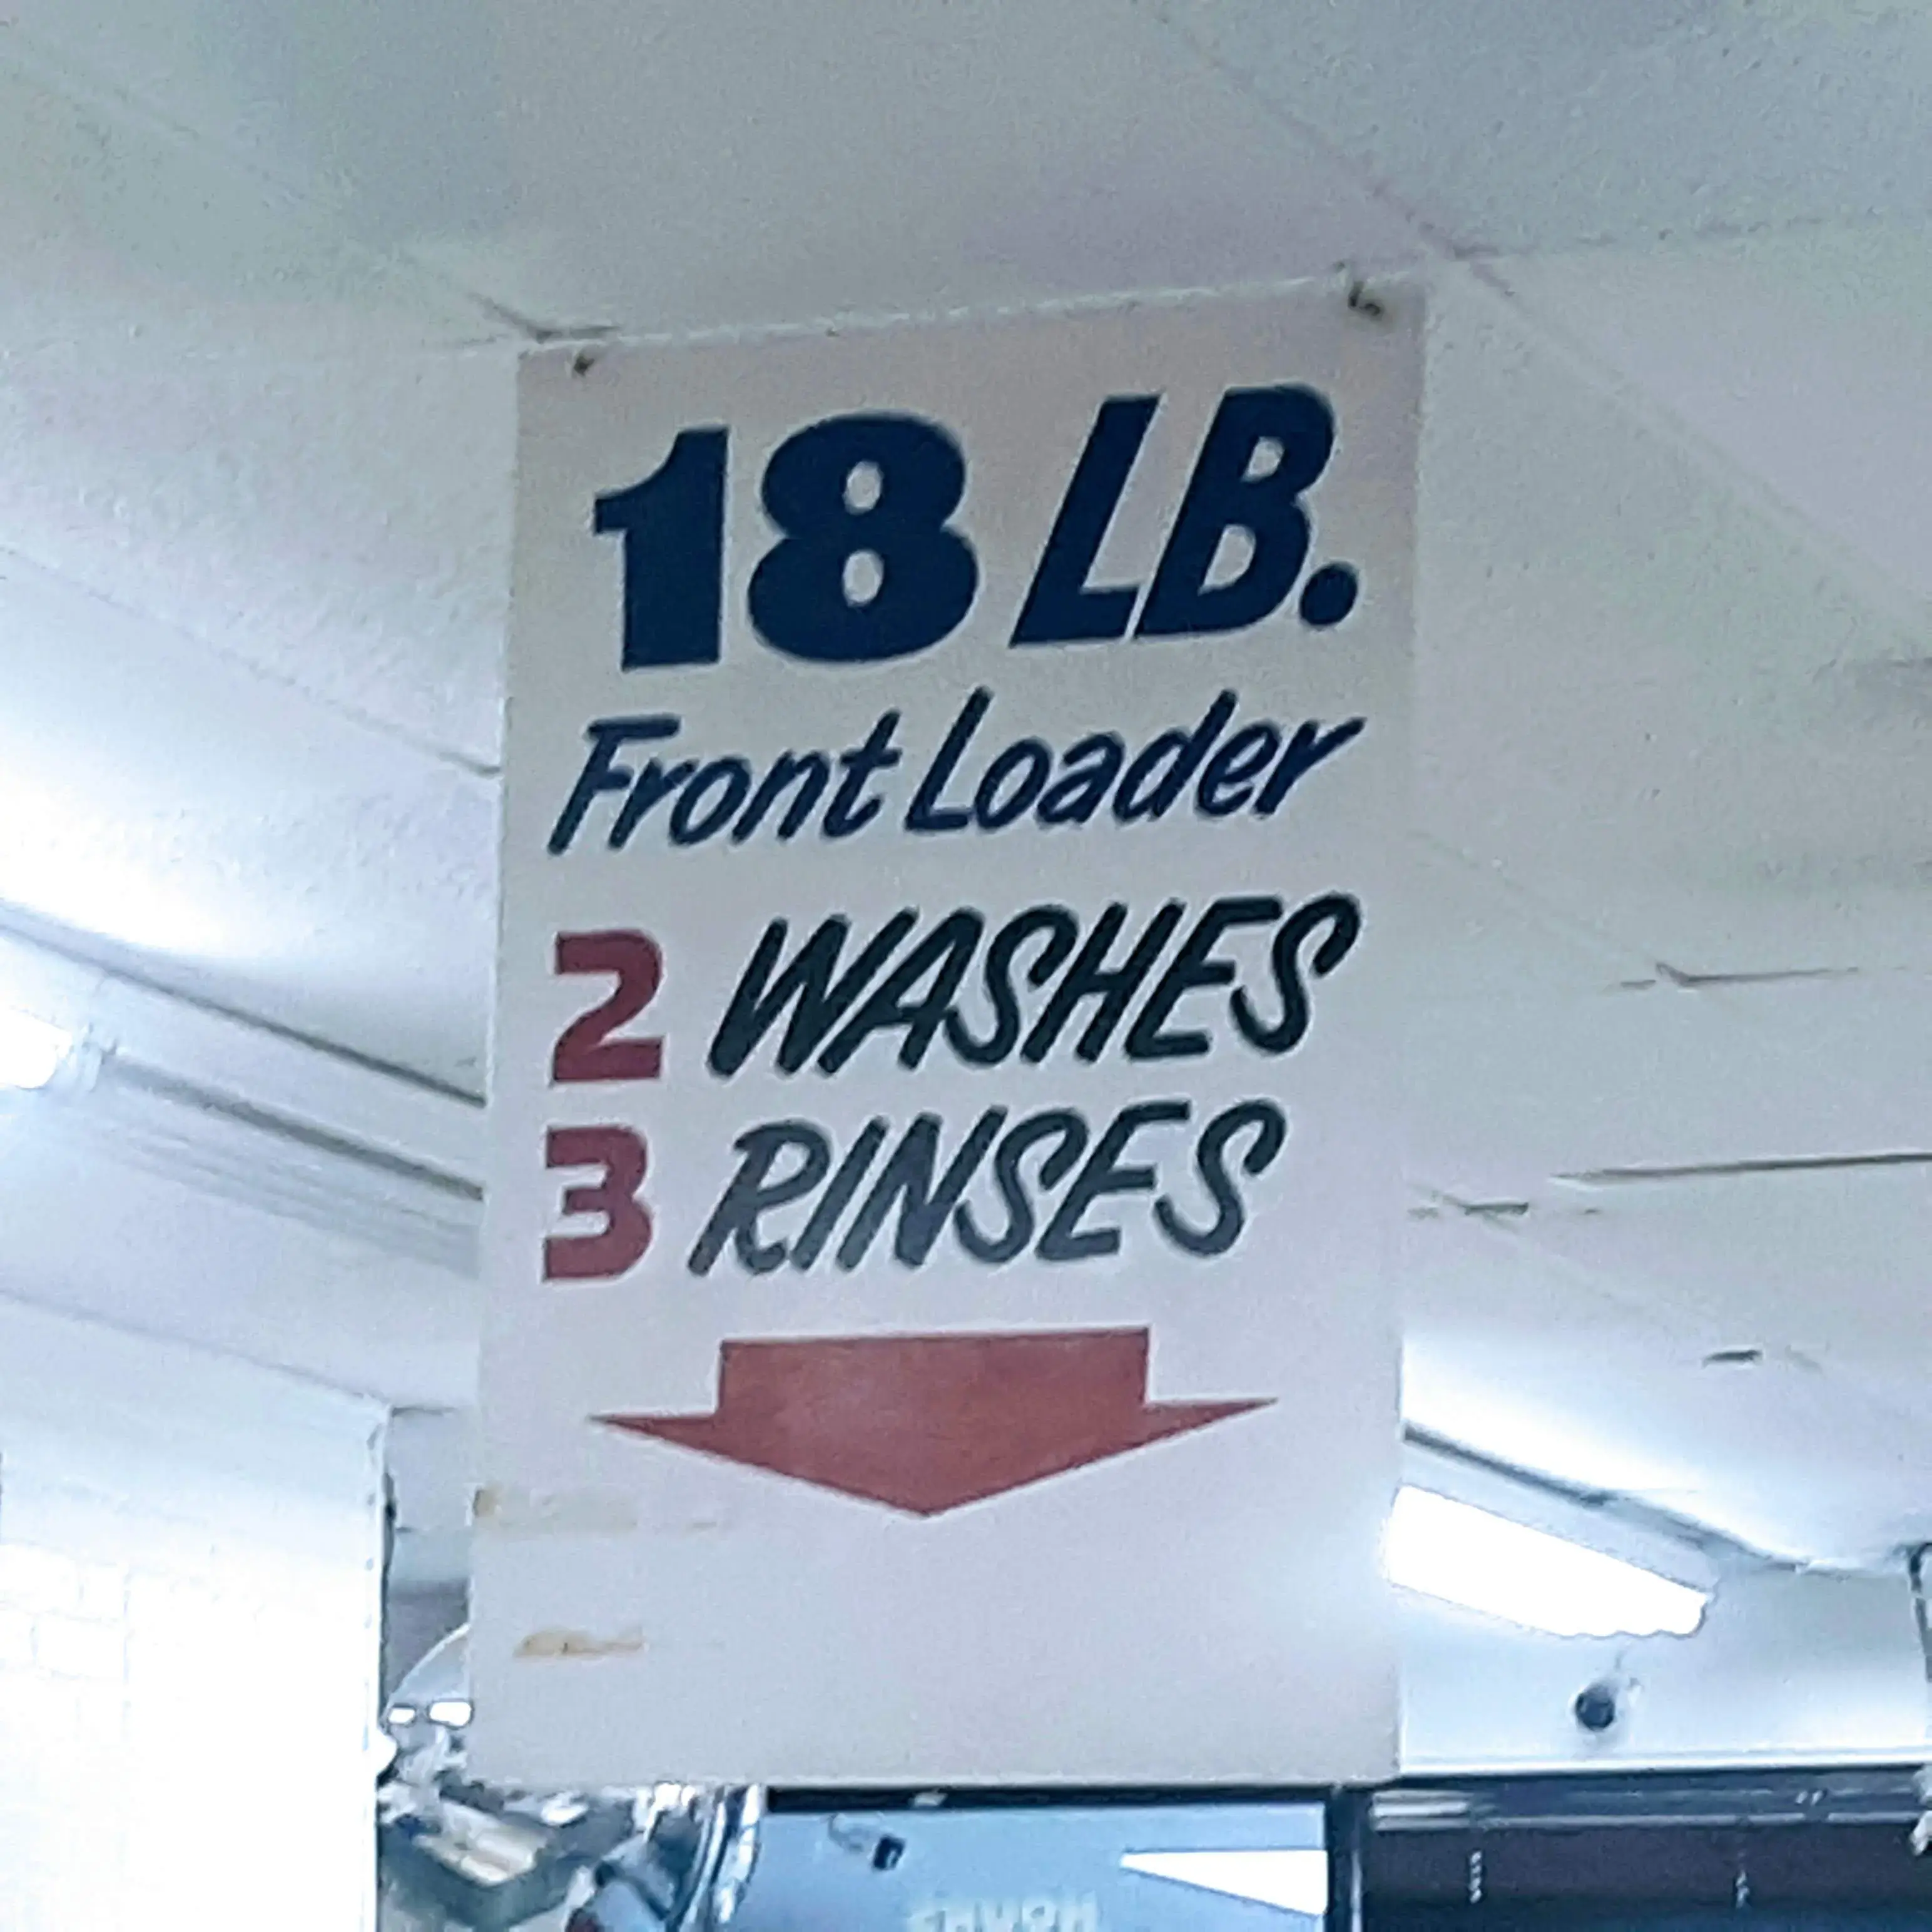 18 LB.
Front Loader
2 WASHES
3 RINSES